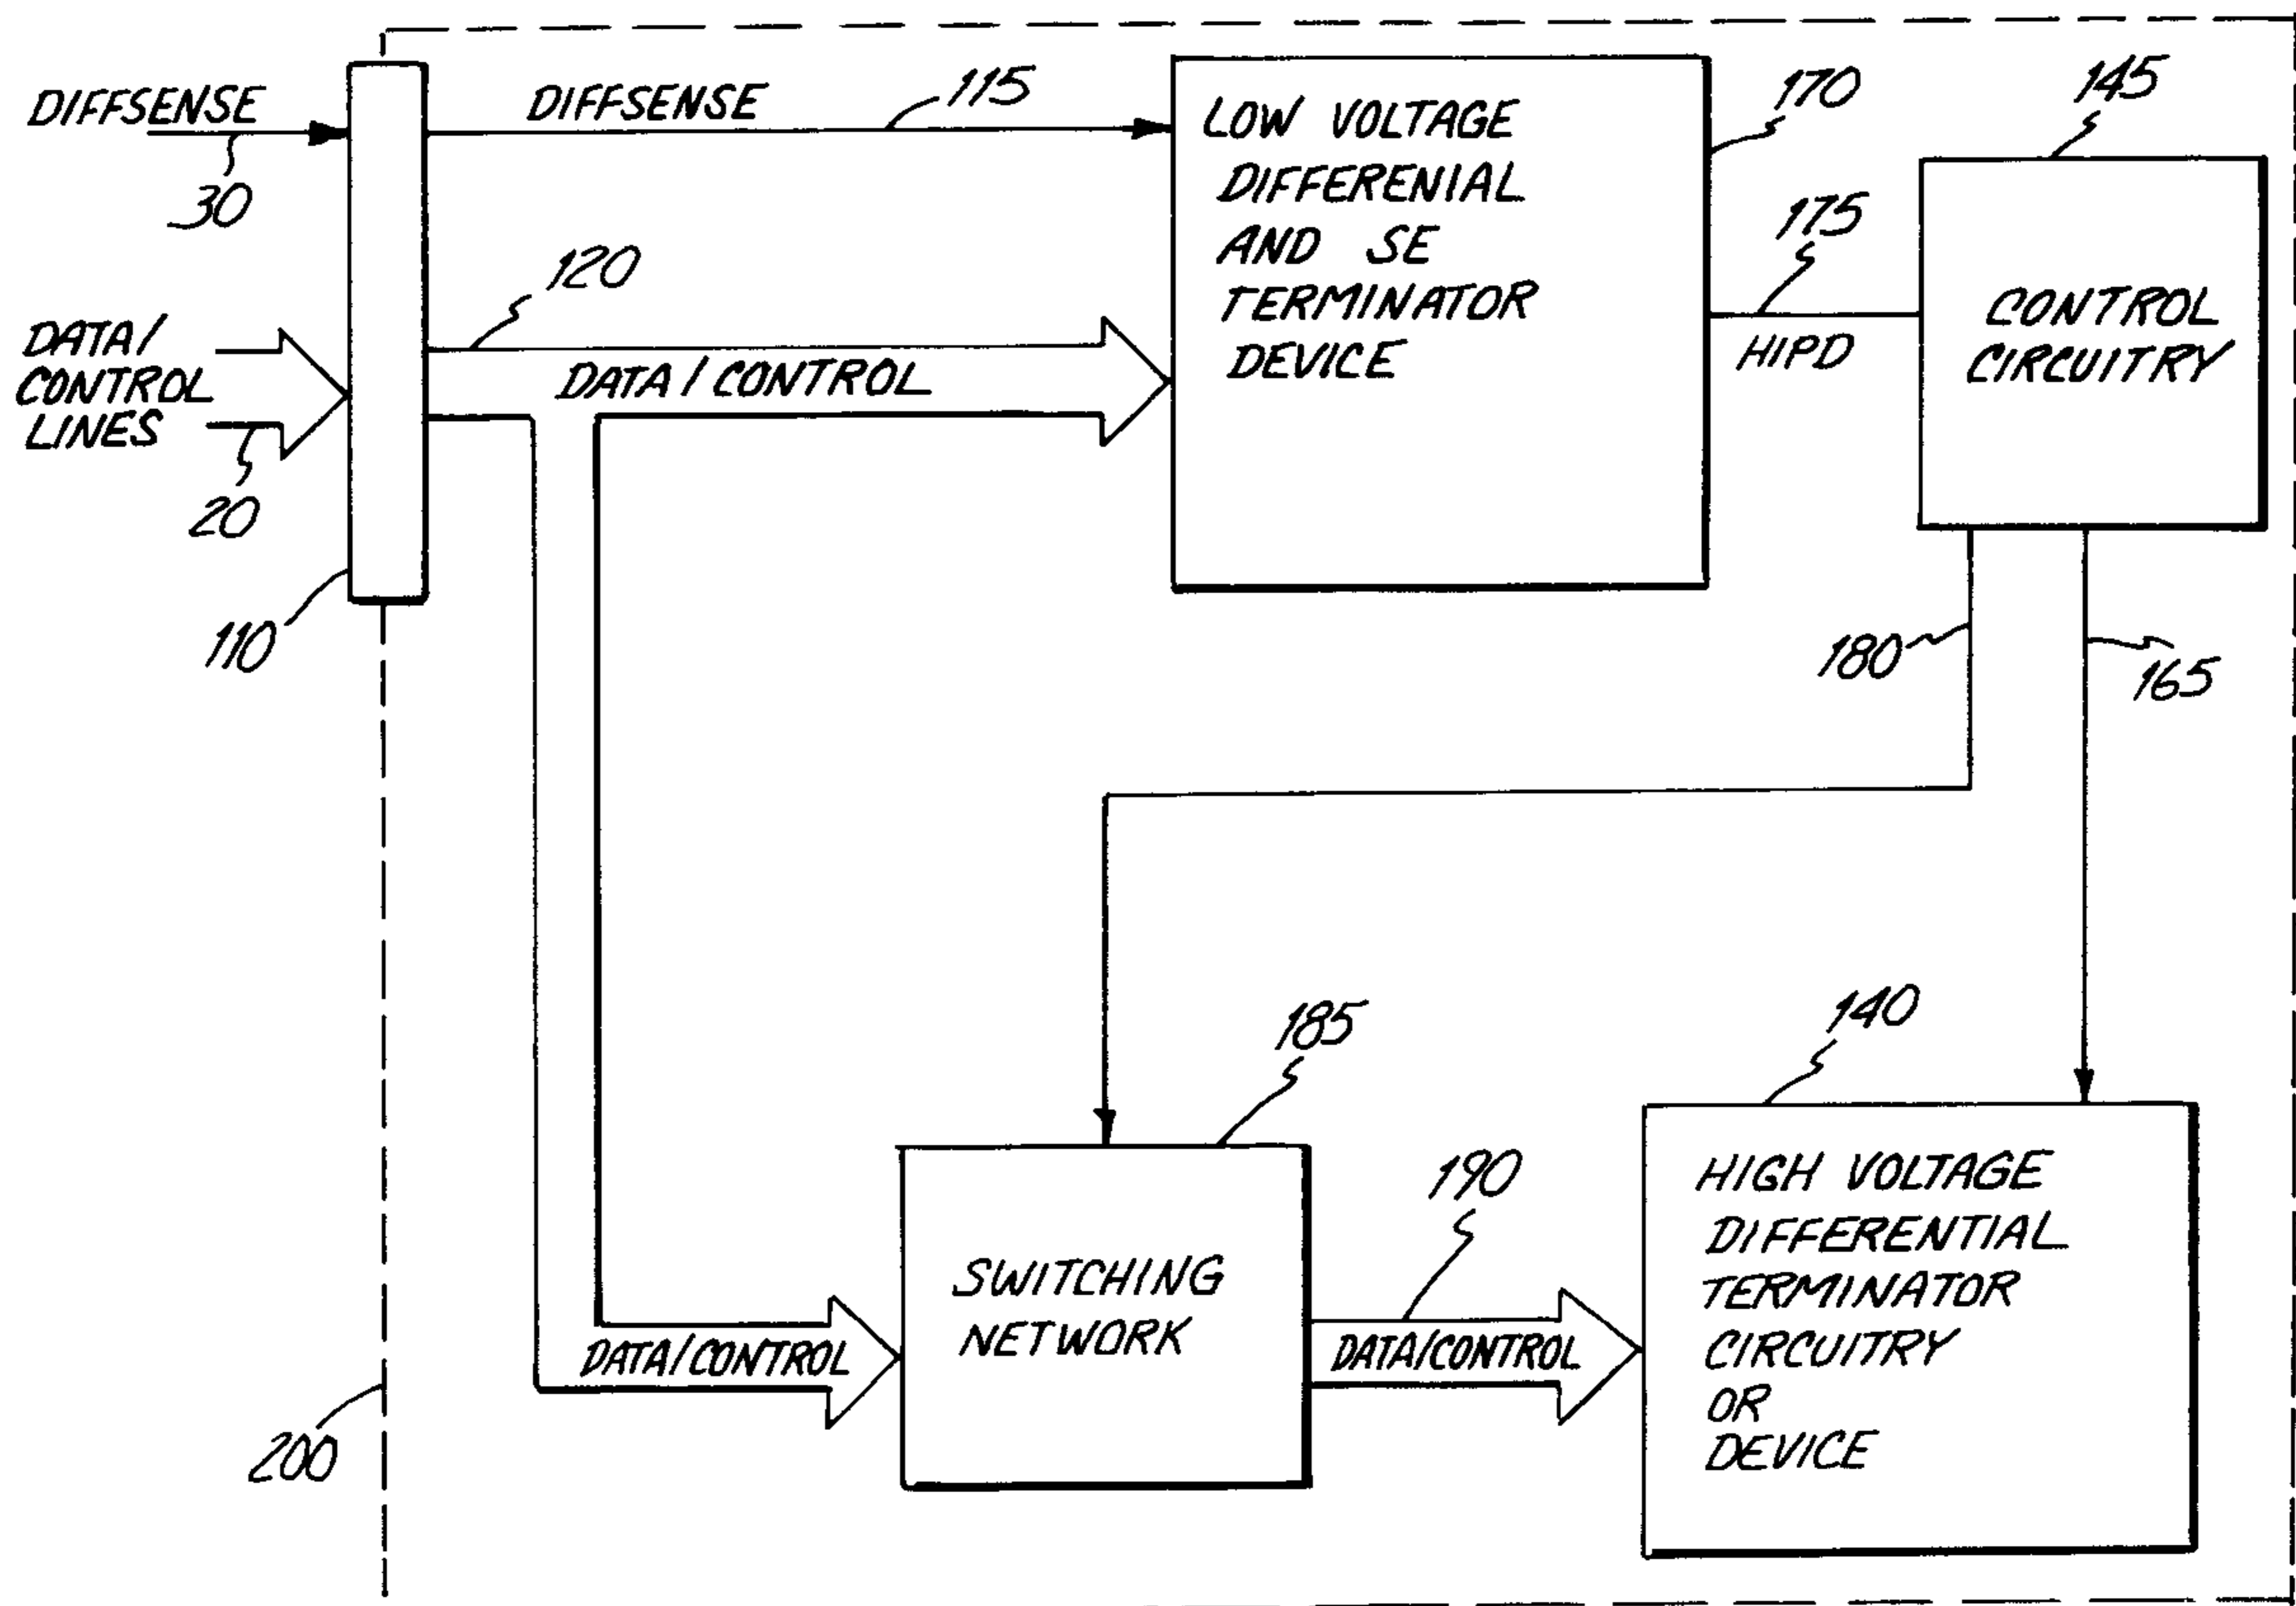 DIFFSENSE
30
DATA/
CONTROL
LINES
20
110
DIFFSENSE
115
120
DATA/CONTROL
LOW VOLTAGE
DIFFERENIAL
AND SE
TERMINATOR
DEVICE
170
175
HIPD
145
CONTROL
CIRCUITRY
180
165
185
SWITCHING
NETWORK
DATA/CONTROL
190
DATA/CONTROL
140
HIGH VOLTAGE
DIFFERENTIAL
TERMINATOR
CIRCUITRY
OR
DEVICE
200